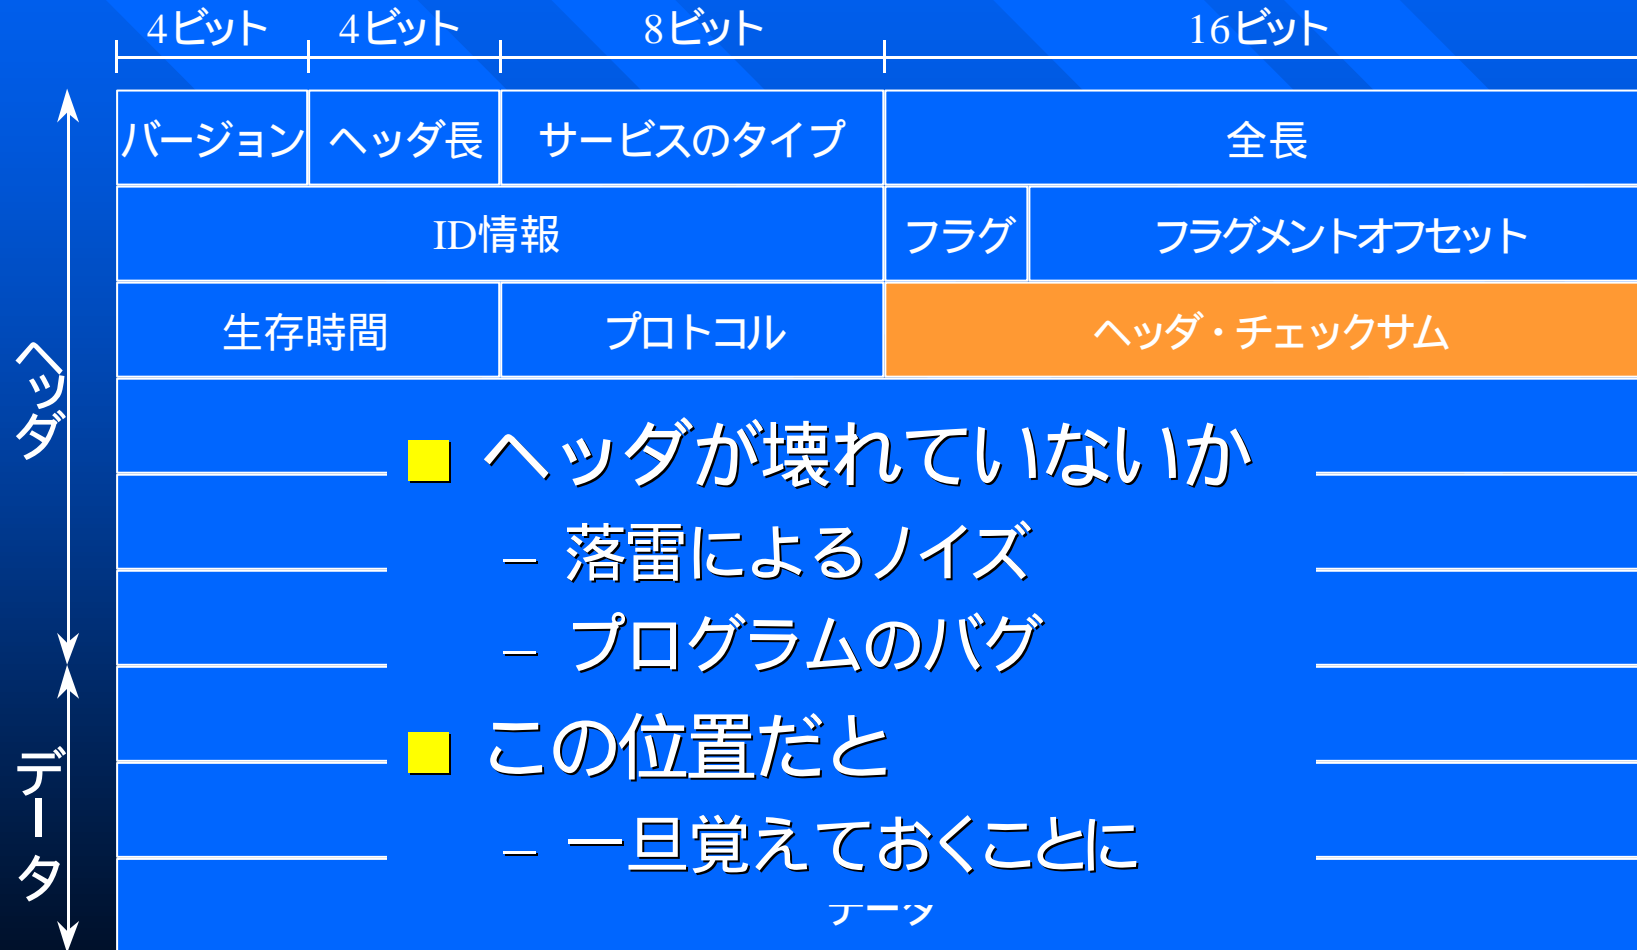 4ビット 4ビット 8ビット 16ビット
バージョン ヘッダ長 サービスのタイプ 全長
ID情報 フラグ フラグメントオフセット
生存時間 プロトコル ヘッダ・チェックサム
ヘッダ
■ ヘッダが壊れていないか
– 落雷によるノイズ
– プログラムのバグ
■ この位置だと
– 一旦覚えておくことに
データ
データ